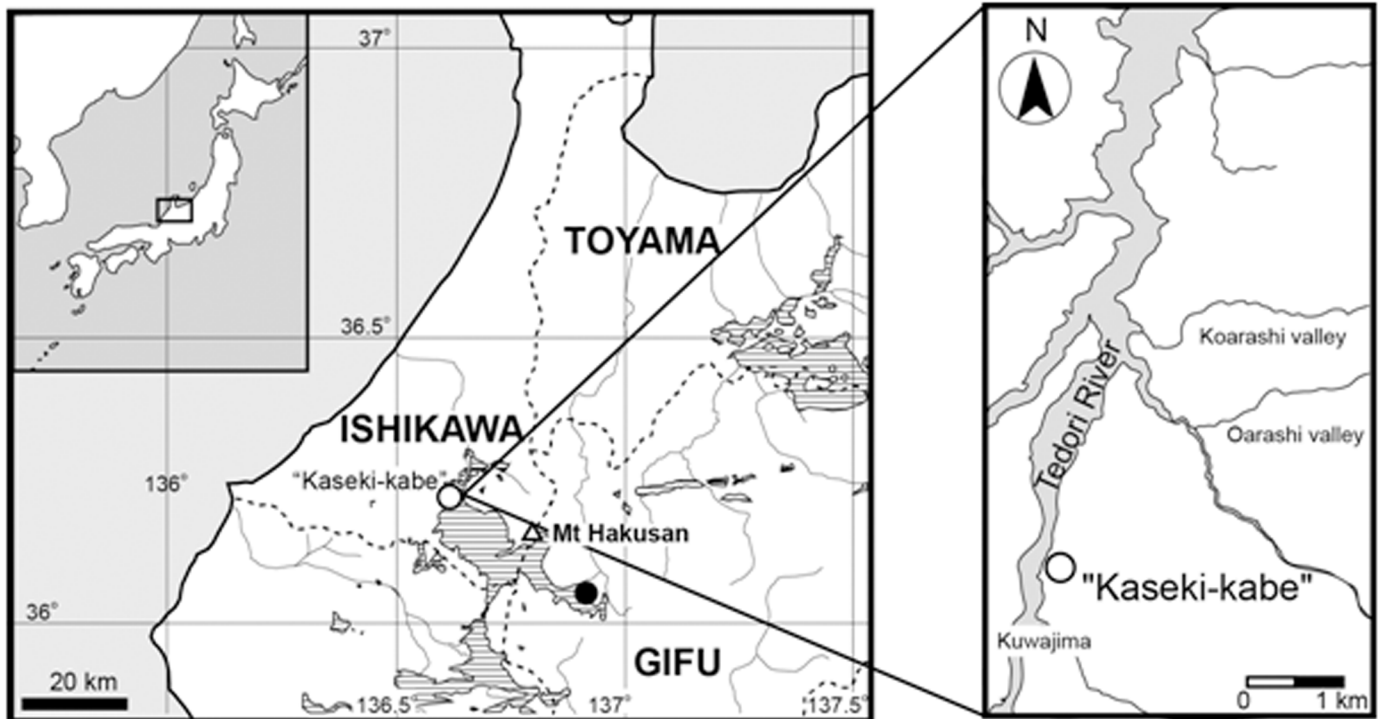 37°
TOYAMA
36.5°
ISHIKAWA
136°
"Kaseki-kabe"
Mt Hakusan
36°
GIFU
20 km
136.5°
137°
137.5°
N
Koarashi valley
Tedori River
Oarashi valley
"Kaseki-kabe"
Kuwajima
0 1 km